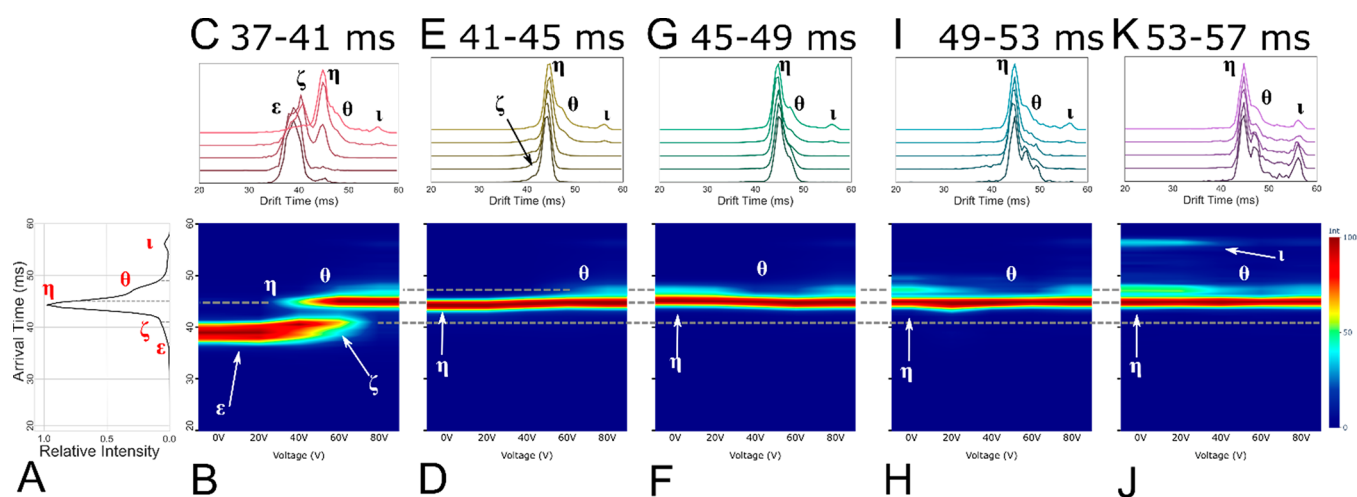 C 37-41 ms
E 41-45 ms
G 45-49 ms
I 49-53 ms
K 53-57 ms
ε ζ η θ ι
20 40 60
Drift Time (ms)
ζ η θ ι
20 40 60
Drift Time (ms)
η θ ι
20 40 60
Drift Time (ms)
η θ ι
20 40 60
Drift Time (ms)
η θ ι
20 40 60
Drift Time (ms)
Arrival Time (ms)
20 30 40 50 60
ι
θ
η
ζ
ε
1.0 0.5 0.0
Relative Intensity
A
60
50
40
30
20
η θ
ε ζ
0V 20V 40V 60V 80V
Voltage (V)
B
θ
η
0V 20V 40V 60V 80V
Voltage (V)
D
θ
η
0V 20V 40V 60V 80V
Voltage (V)
F
θ
η
0V 20V 40V 60V 80V
Voltage (V)
H
ι
θ
η
0V 20V 40V 60V 80V
Voltage (V)
J
Int
100
50
0